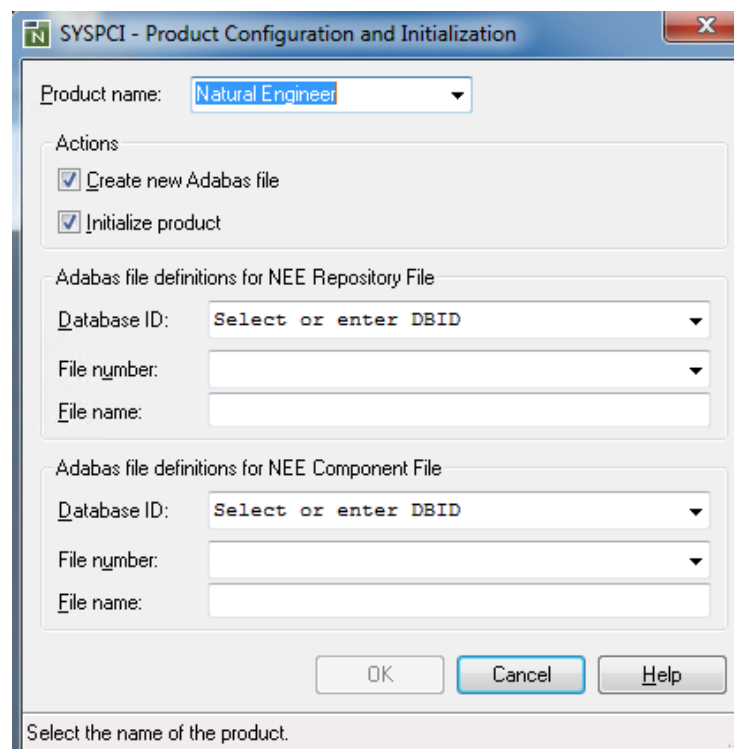 SYSPCI - Product Configuration and Initialization
Product name: Natural Engineer
Actions
Create new Adabas file
Initialize product
Adabas file definitions for NEE Repository File
Database ID: Select or enter DBID
File number:
File name:
Adabas file definitions for NEE Component File
Database ID: Select or enter DBID
File number:
File name:
OK Cancel Help
Select the name of the product.